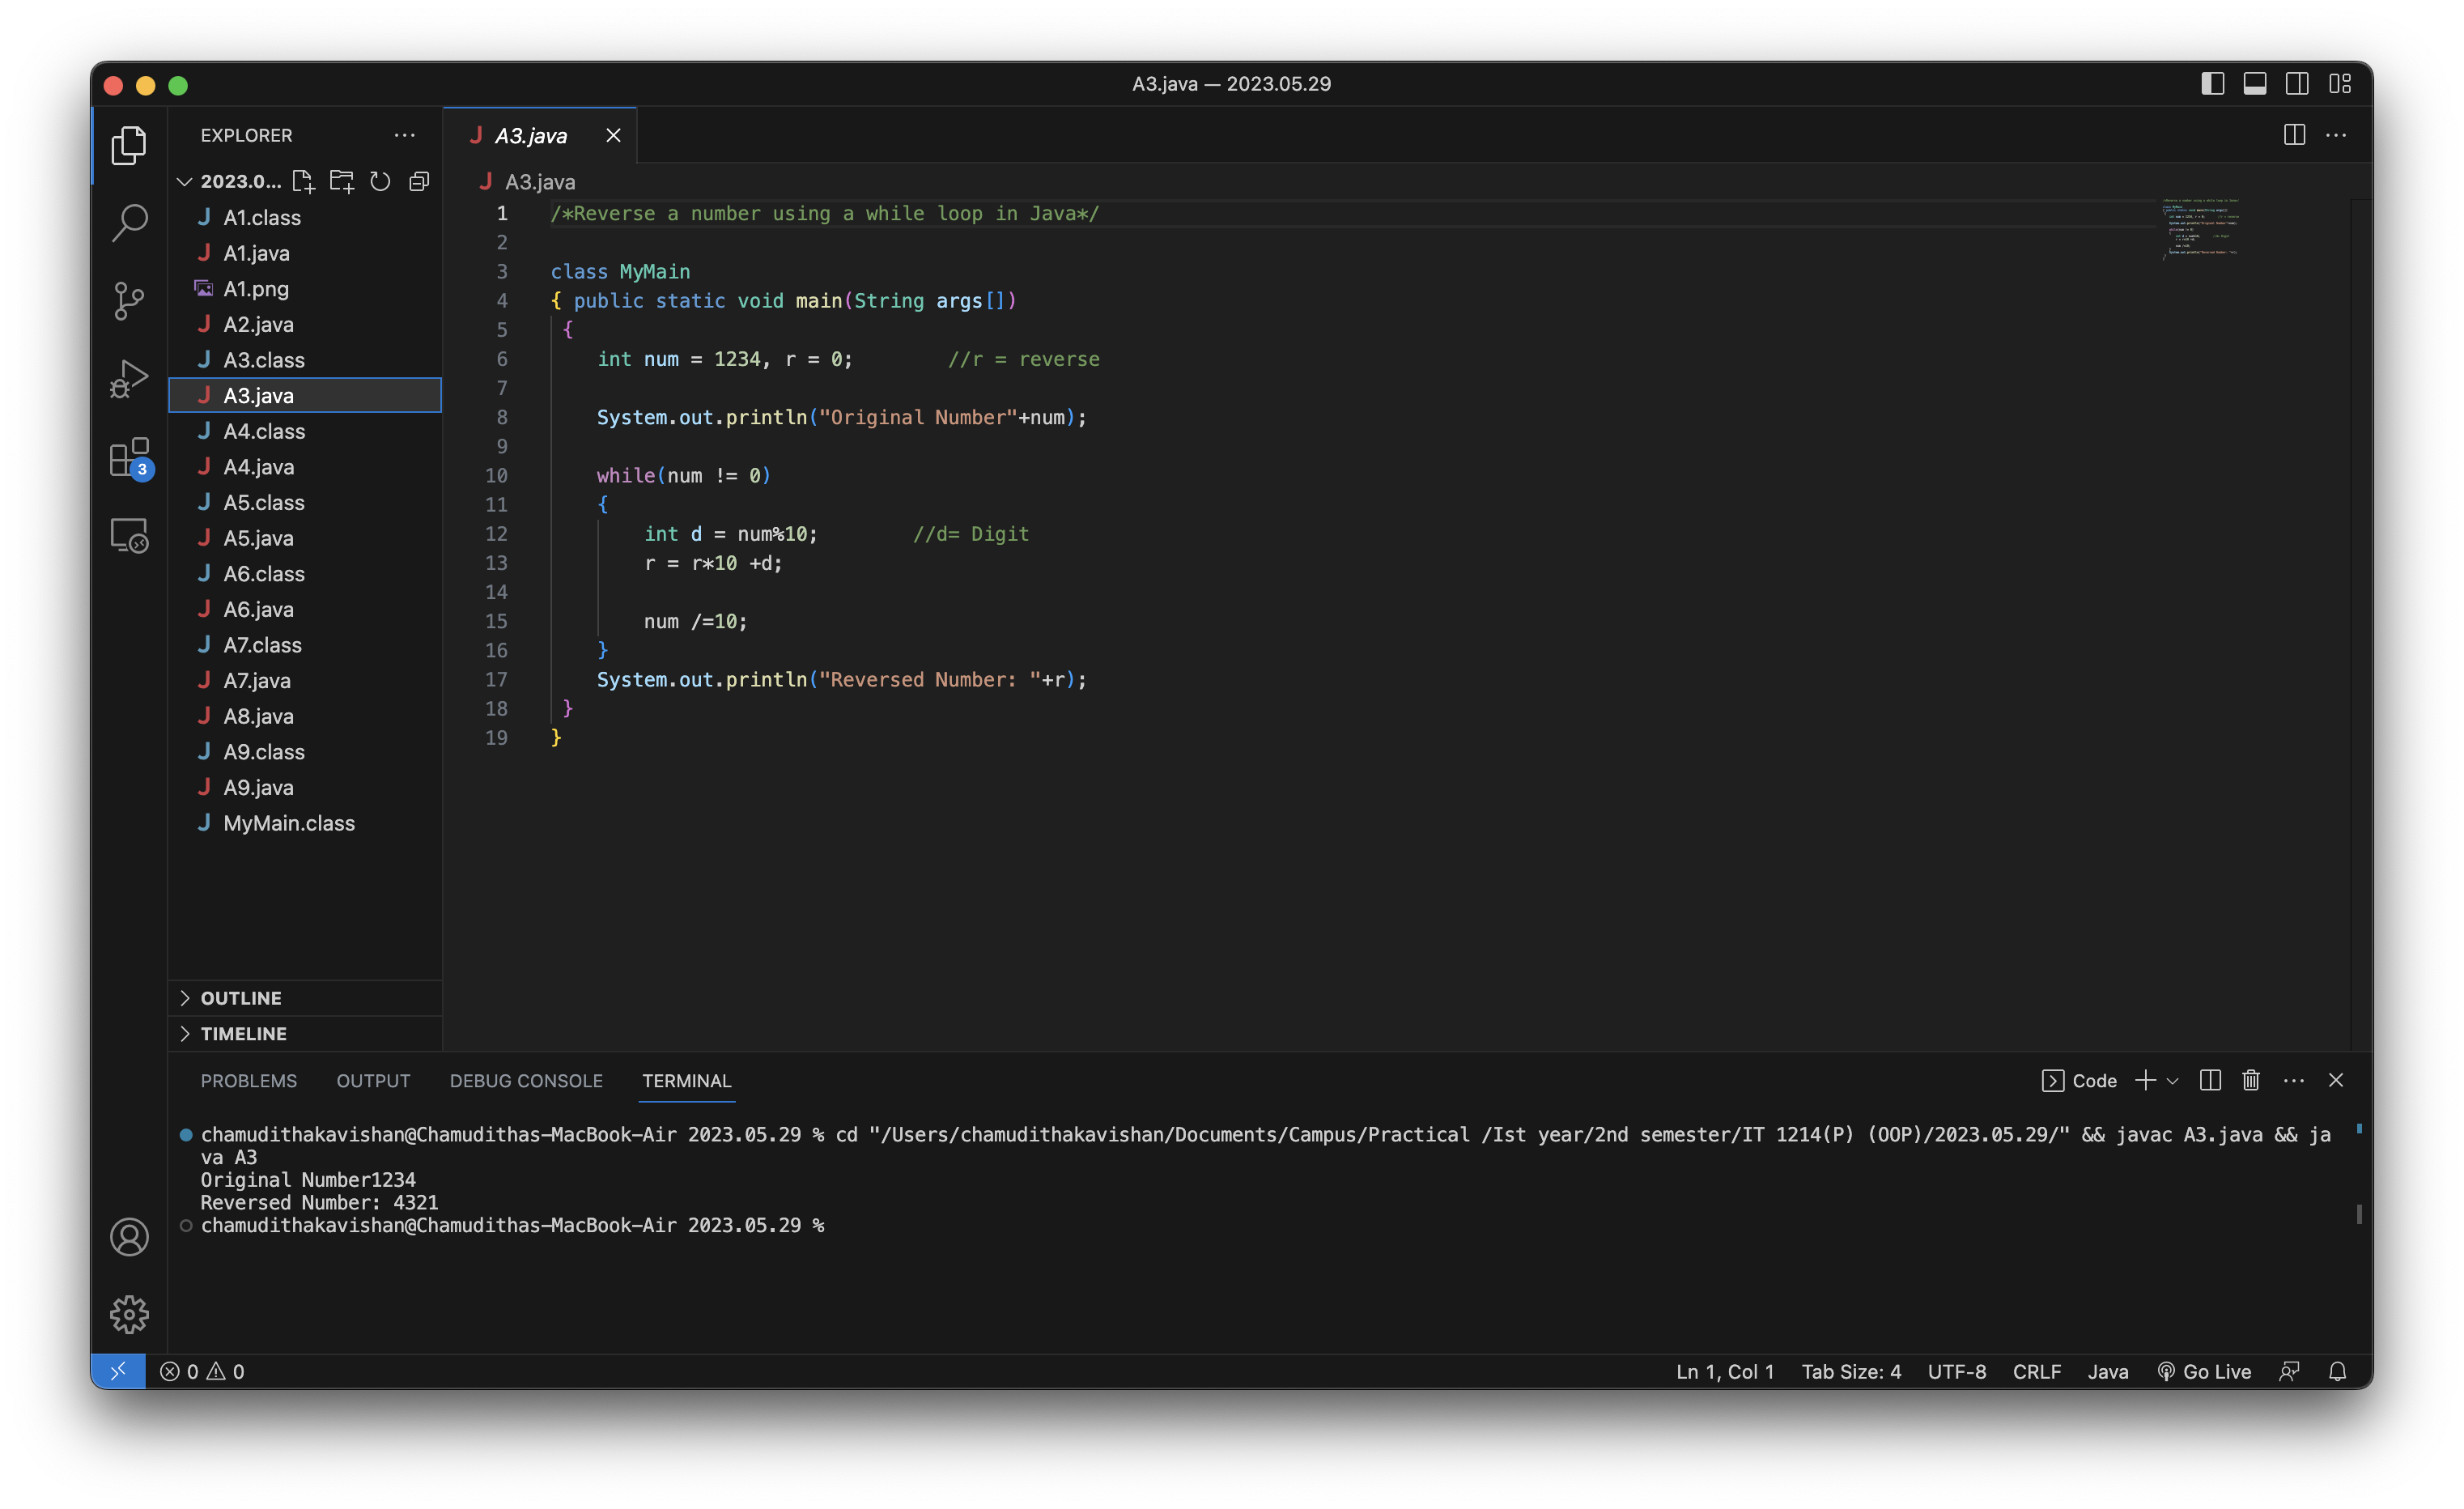 A3.java — 2023.05.29
EXPLORER
2023.0...
A1.class
A1.java
A1.png
A2.java
A3.class
A3.java
A4.class
A4.java
A5.class
A5.java
A6.class
A6.java
A7.class
A7.java
A8.java
A9.class
A9.java
MyMain.class
OUTLINE
TIMELINE
3
A3.java
A3.java
1 /*Reverse a number using a while loop in Java*/
2
3 class MyMain
4 { public static void main(String args[])
5 {
6 int num = 1234, r = 0; //r = reverse
7
8 System.out.println("Original Number"+num);
9
10 while(num != 0)
11 {
12 int d = num%10; //d= Digit
13 r = r*10 +d;
14
15 num /=10;
16 }
17 System.out.println("Reversed Number: "+r);
18 }
19 }
PROBLEMS OUTPUT DEBUG CONSOLE TERMINAL Code
chamudithakavishan@Chamudithas-MacBook-Air 2023.05.29 % cd "/Users/chamudithakavishan/Documents/Campus/Practical /Ist year/2nd semester/IT 1214(P) (OOP)/2023.05.29/" && javac A3.java && ja
va A3
Original Number1234
Reversed Number: 4321
chamudithakavishan@Chamudithas-MacBook-Air 2023.05.29 %
0 0 Ln 1, Col 1 Tab Size: 4 UTF-8 CRLF Java Go Live